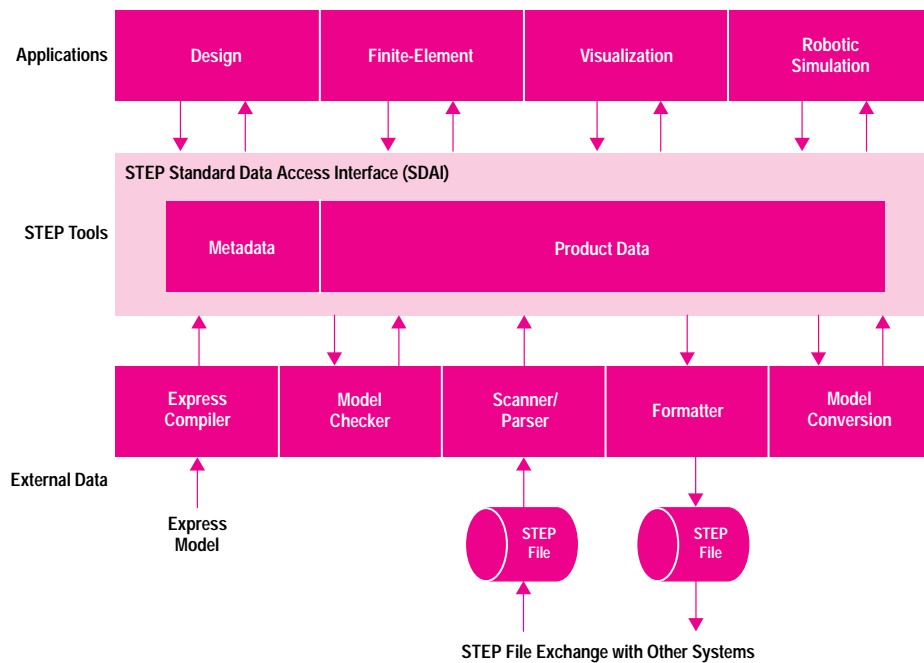 Applications
Design
Finite-Element
Visualization
Robotic
Simulation
STEP Standard Data Access Interface (SDAI)
STEP Tools
Metadata
Product Data
Express
Compiler
Model
Checker
Scanner/
Parser
Formatter
Model
Conversion
External Data
Express
Model
STEP
File
STEP
File
STEP File Exchange with Other Systems